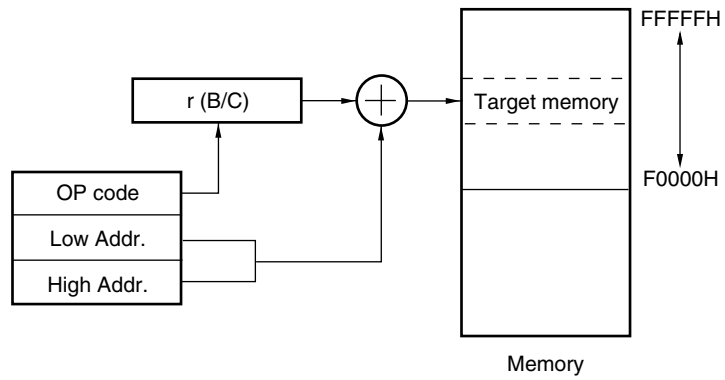 FFFFFH
r (B/C)
Target memory
OP code
F0000H
Low Addr.
High Addr.
Memory